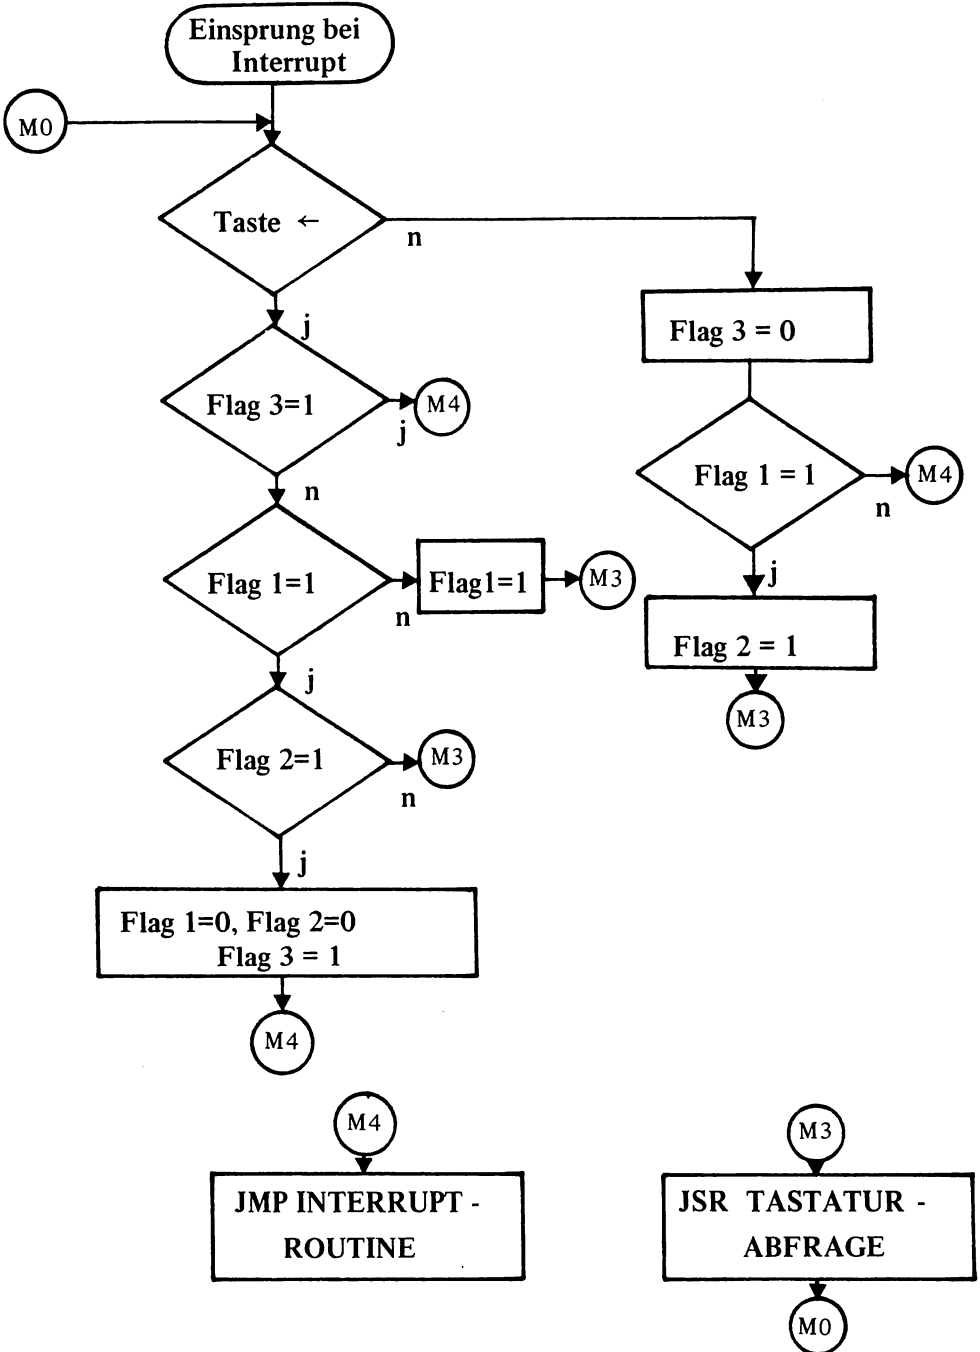 Einsprung bei
Interrupt
M0
Taste ←
n
j
Flag 3 = 0
Flag 3=1
M4
j
n
Flag 1 = 1
M4
n
j
Flag 1=1
n
Flag1=1
M3
j
Flag 2 = 1
M3
Flag 2=1
M3
n
j
Flag 1=0, Flag 2=0
Flag 3 = 1
M4
M4
JMP INTERRUPT -
ROUTINE
M3
JSR TASTATUR -
ABFRAGE
M0